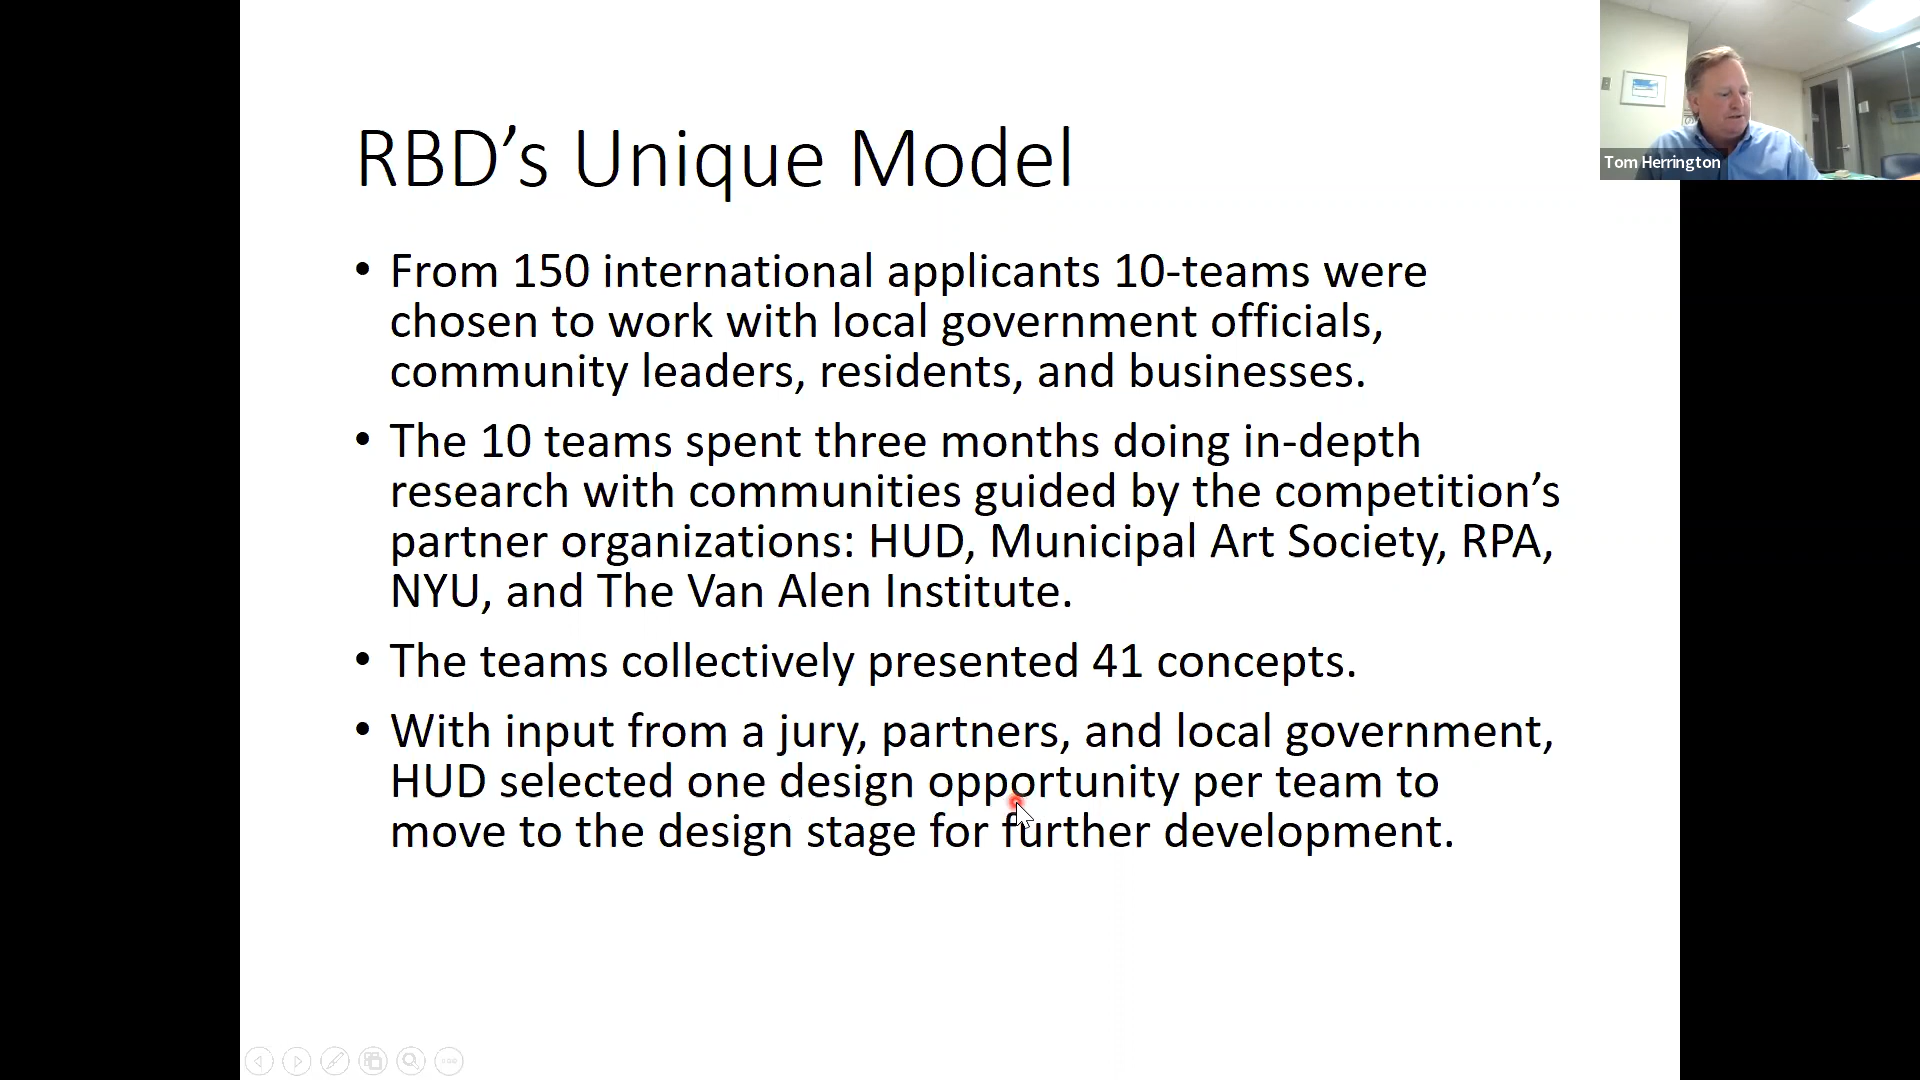 RBD’s Unique Model
• From 150 international applicants 10-teams were
chosen to work with local government officials,
community leaders, residents, and businesses.
• The 10 teams spent three months doing in-depth
research with communities guided by the competition’s
partner organizations: HUD, Municipal Art Society, RPA,
NYU, and The Van Alen Institute.
• The teams collectively presented 41 concepts.
• With input from a jury, partners, and local government,
HUD selected one design opportunity per team to
move to the design stage for further development.
Tom Herrington